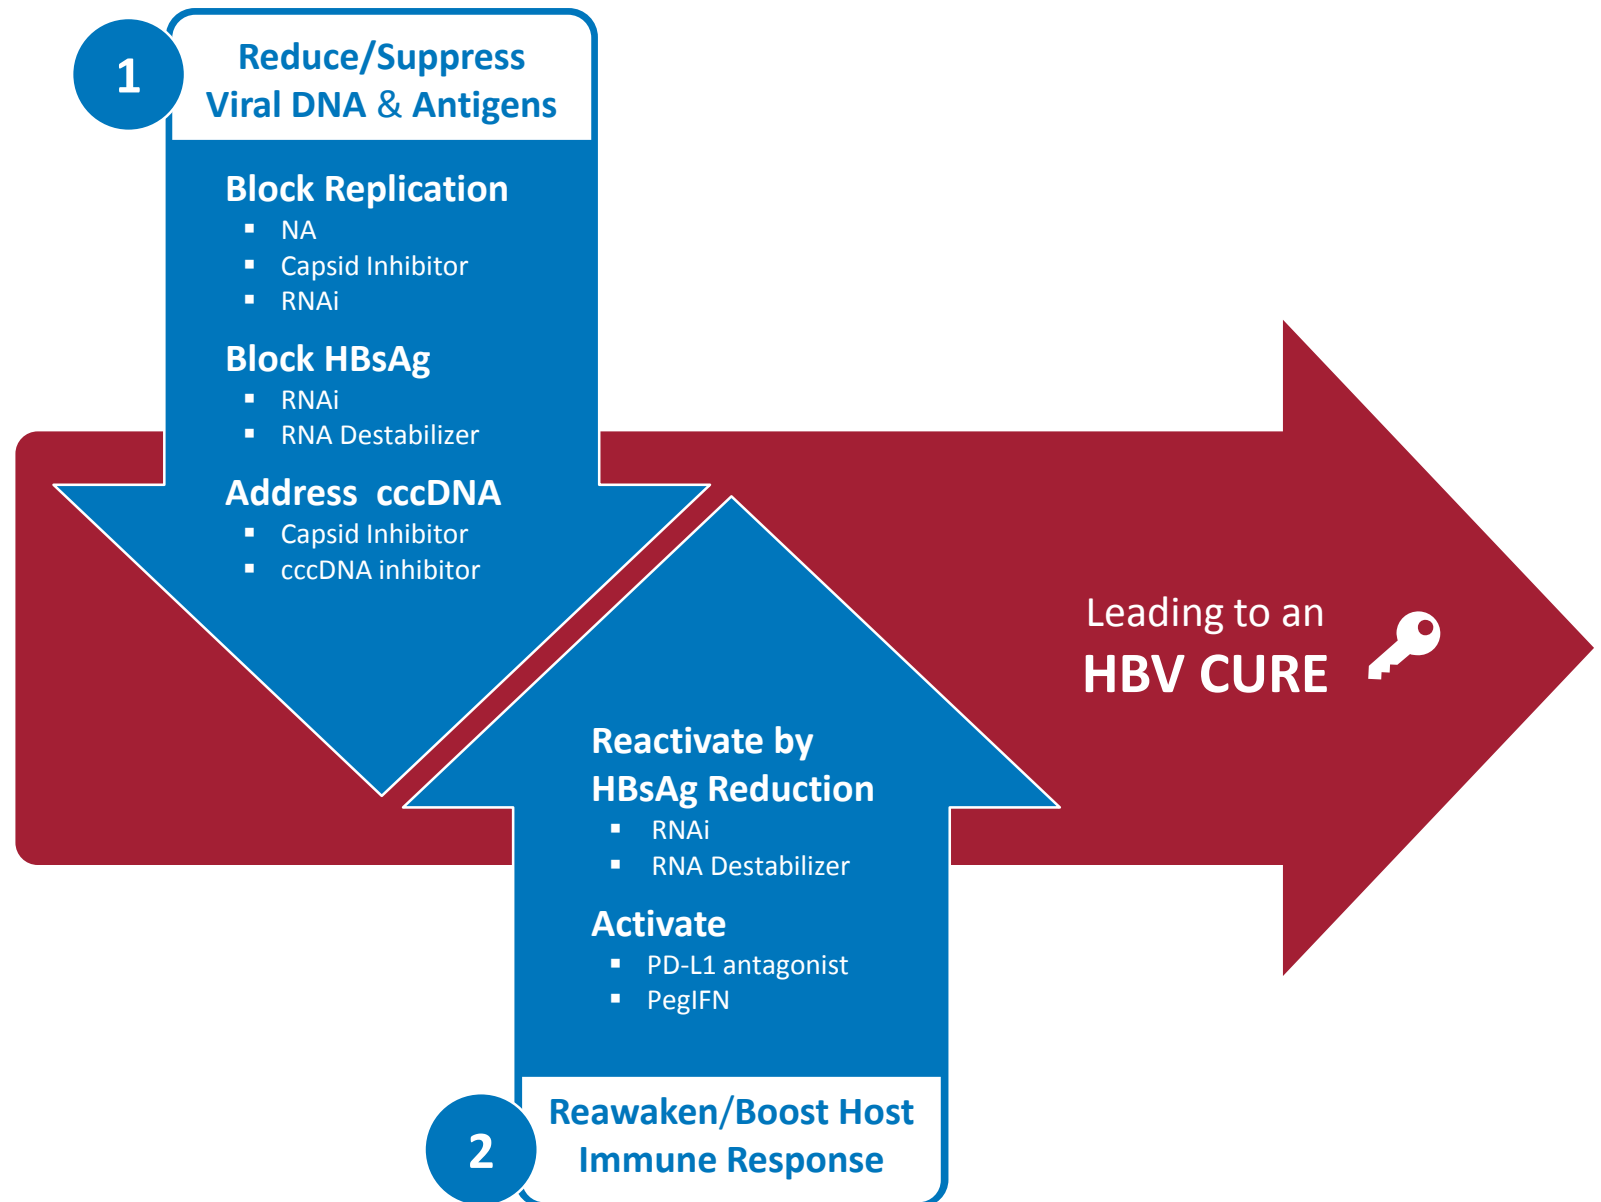 1
Reduce/Suppress
Viral DNA & Antigens
Block Replication
▪ NA
▪ Capsid Inhibitor
▪ RNAi
Block HBsAg
▪ RNAi
▪ RNA Destabilizer
Address cccDNA
▪ Capsid Inhibitor
▪ cccDNA inhibitor
Leading to an
HBV CURE
Reactivate by
HBsAg Reduction
▪ RNAi
▪ RNA Destabilizer
Activate
▪ PD-L1 antagonist
▪ PegIFN
2
Reawaken/Boost Host
Immune Response